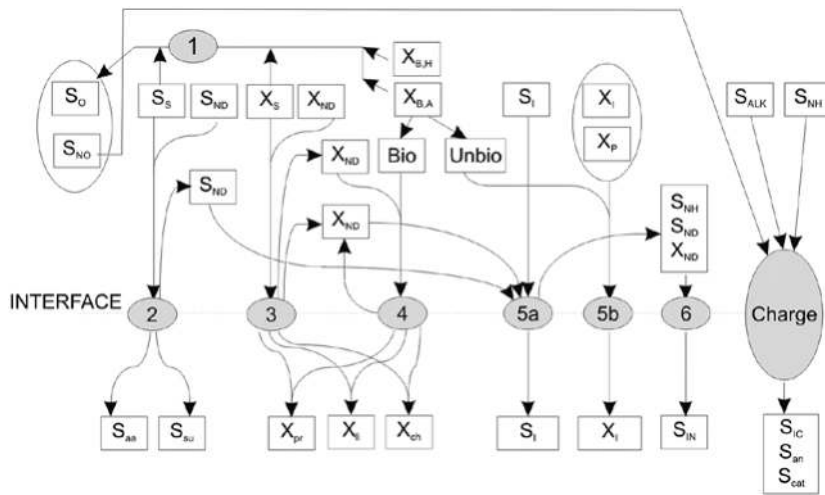 1
S_O
S_NO
S_S
S_ND
X_S
X_ND
X_B,H
X_B,A
S_I
X_I
X_P
S_ALK
S_NH
S_ND
X_ND
Bio
Unbio
X_ND
S_NH
S_ND
X_ND
INTERFACE
2
3
4
5a
5b
6
Charge
S_aa
S_su
X_pr
X_li
X_ch
S_I
X_I
S_IN
S_IC
S_an
S_cat